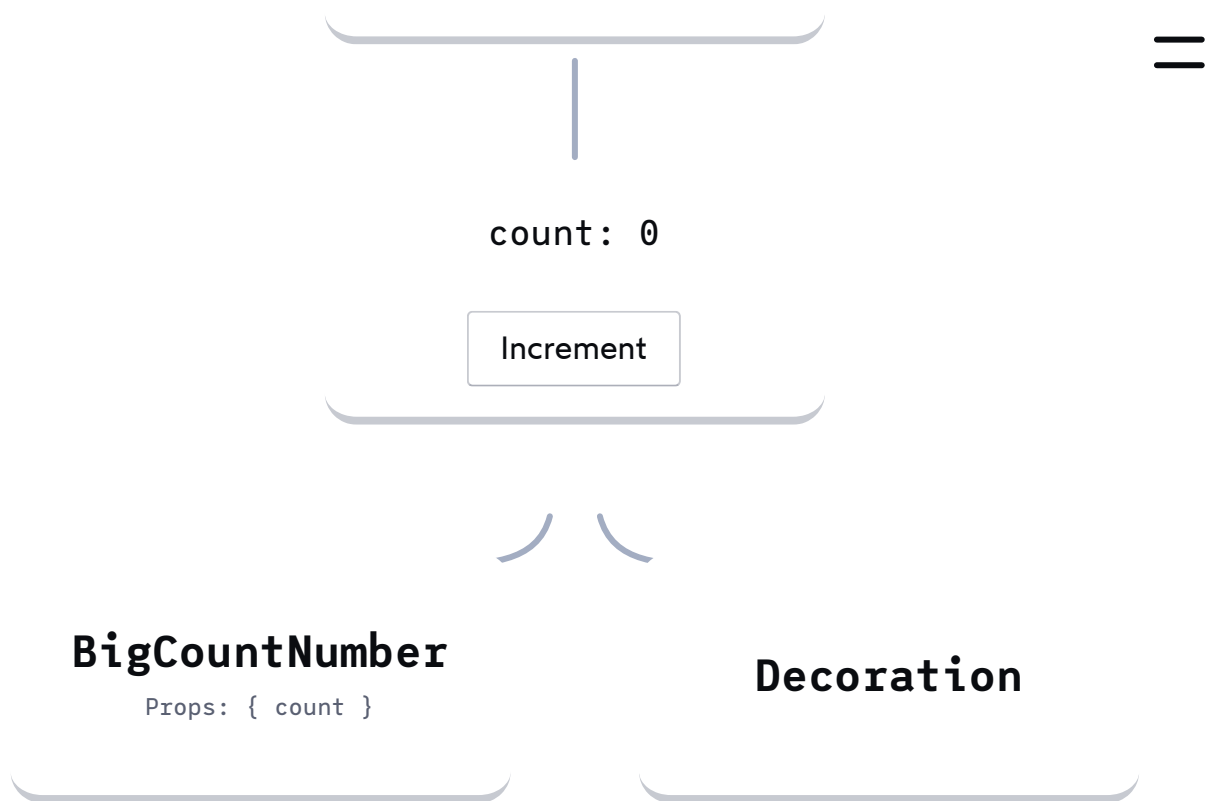 count: 0
Increment
BigCountNumber
Props: { count }
Decoration